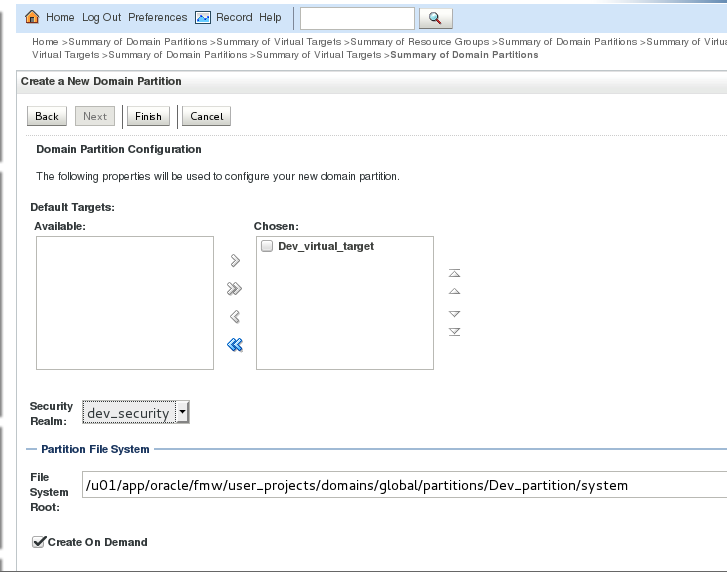 Home Log Out Preferences Record Help
Home >Summary of Domain Partitions >Summary of Virtual Targets >Summary of Resource Groups >Summary of Domain Partitions >Summary of
Virtual Targets >Summary of Domain Partitions >Summary of Virtual Targets >Summary of Domain Partitions
Create a New Domain Partition
Back Next Finish Cancel
Domain Partition Configuration
The following properties will be used to configure your new domain partition.
Default Targets:
Available: Chosen:
Dev_virtual_target
Security
Realm:
dev_security
Partition File System
File
System
Root:
/u01/app/oracle/fmw/user_projects/domains/global/partitions/Dev_partition/system
Create On Demand